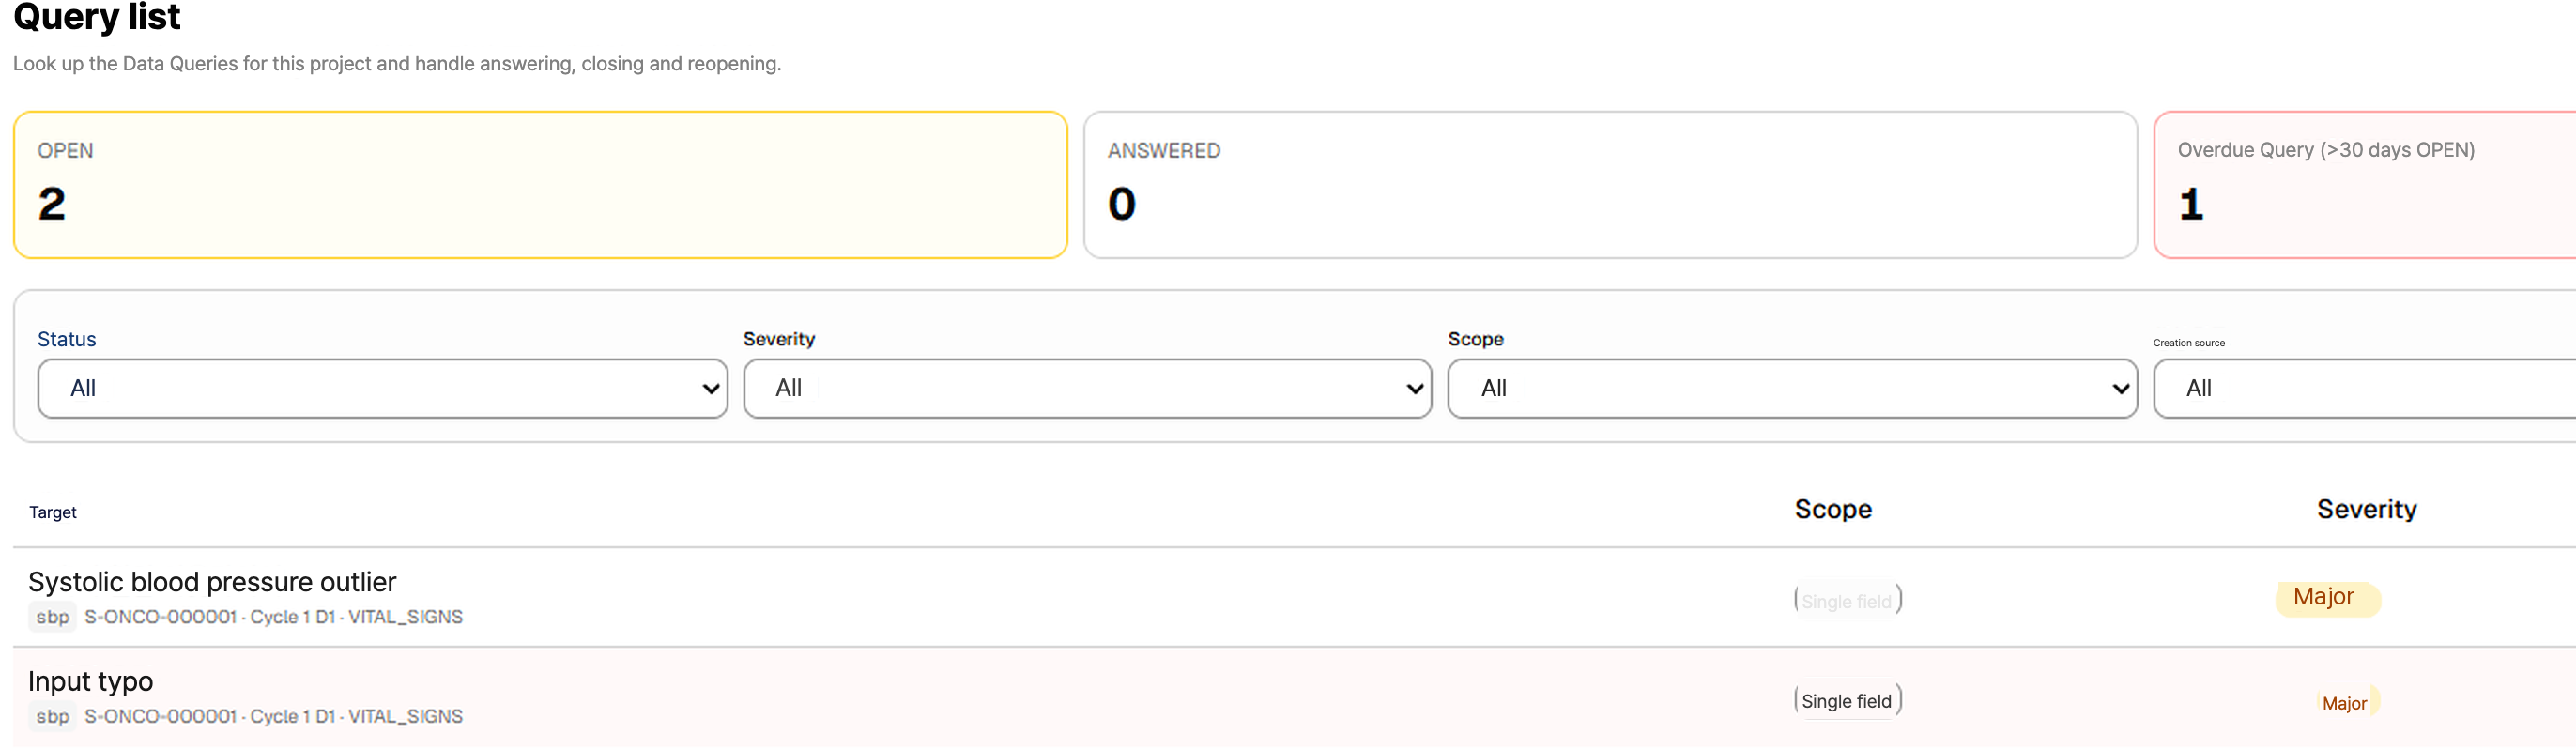 Query list
Look up the Data Queries for this project and handle answering, closing and reopening.
OPEN
2
ANSWERED
0
Overdue Query (>30 days OPEN)
1
Status
All
Severity
All
Scope
All
Creation source
All
Target Scope Severity
Systolic blood pressure outlier
sbp S-ONCO-000001 · Cycle 1 D1 · VITAL_SIGNS
Single field
Major
Input typo
sbp S-ONCO-000001 · Cycle 1 D1 · VITAL_SIGNS
Single field
Major